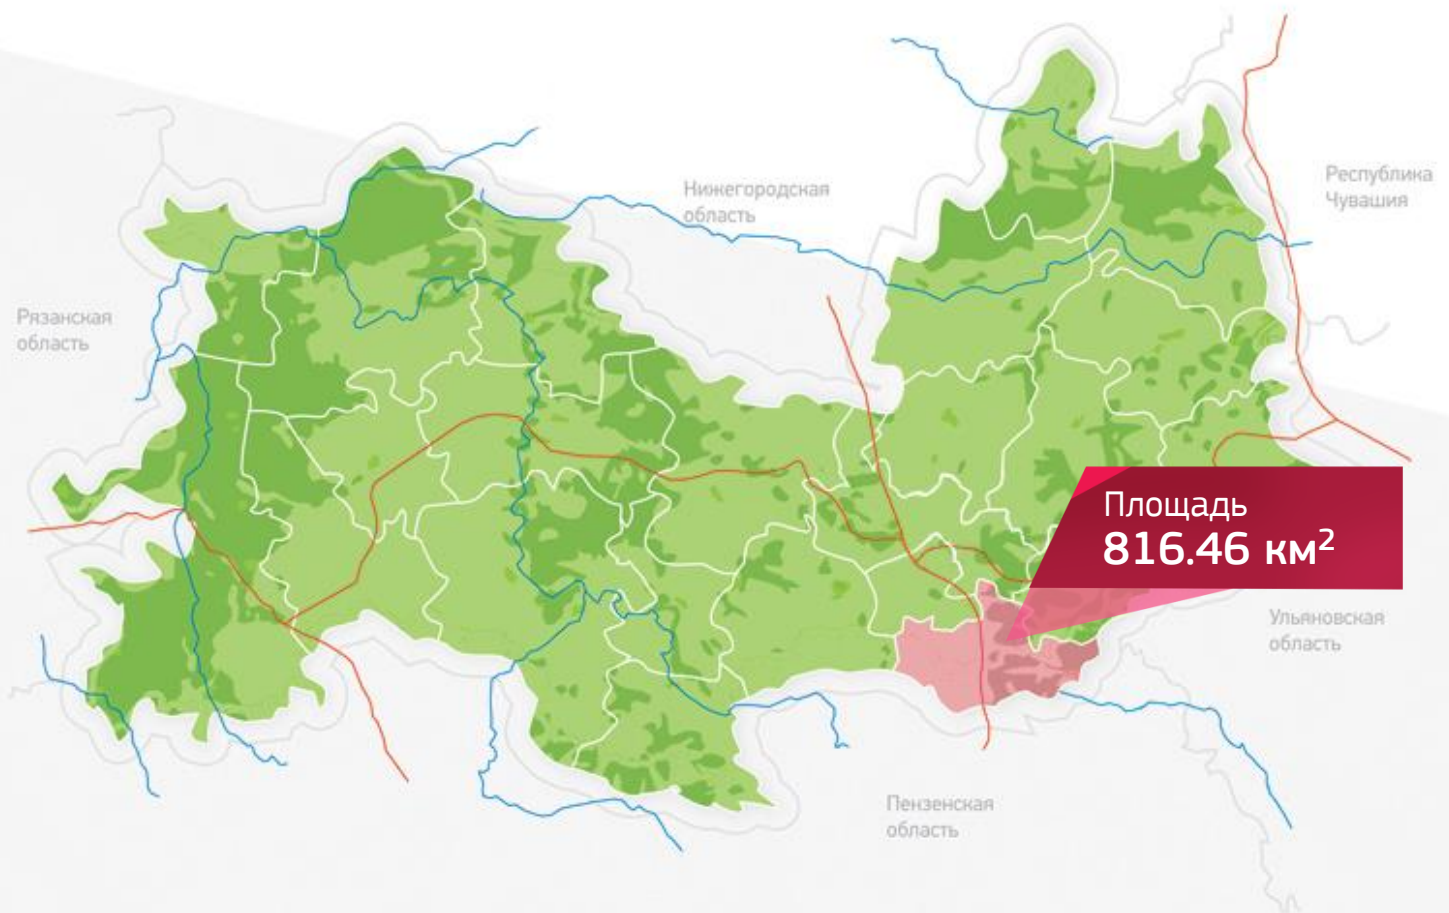 Нижегородская
область
Республика
Чувашия
Рязанская
область
Площадь
816.46 км²
Ульяновская
область
Пензенская
область